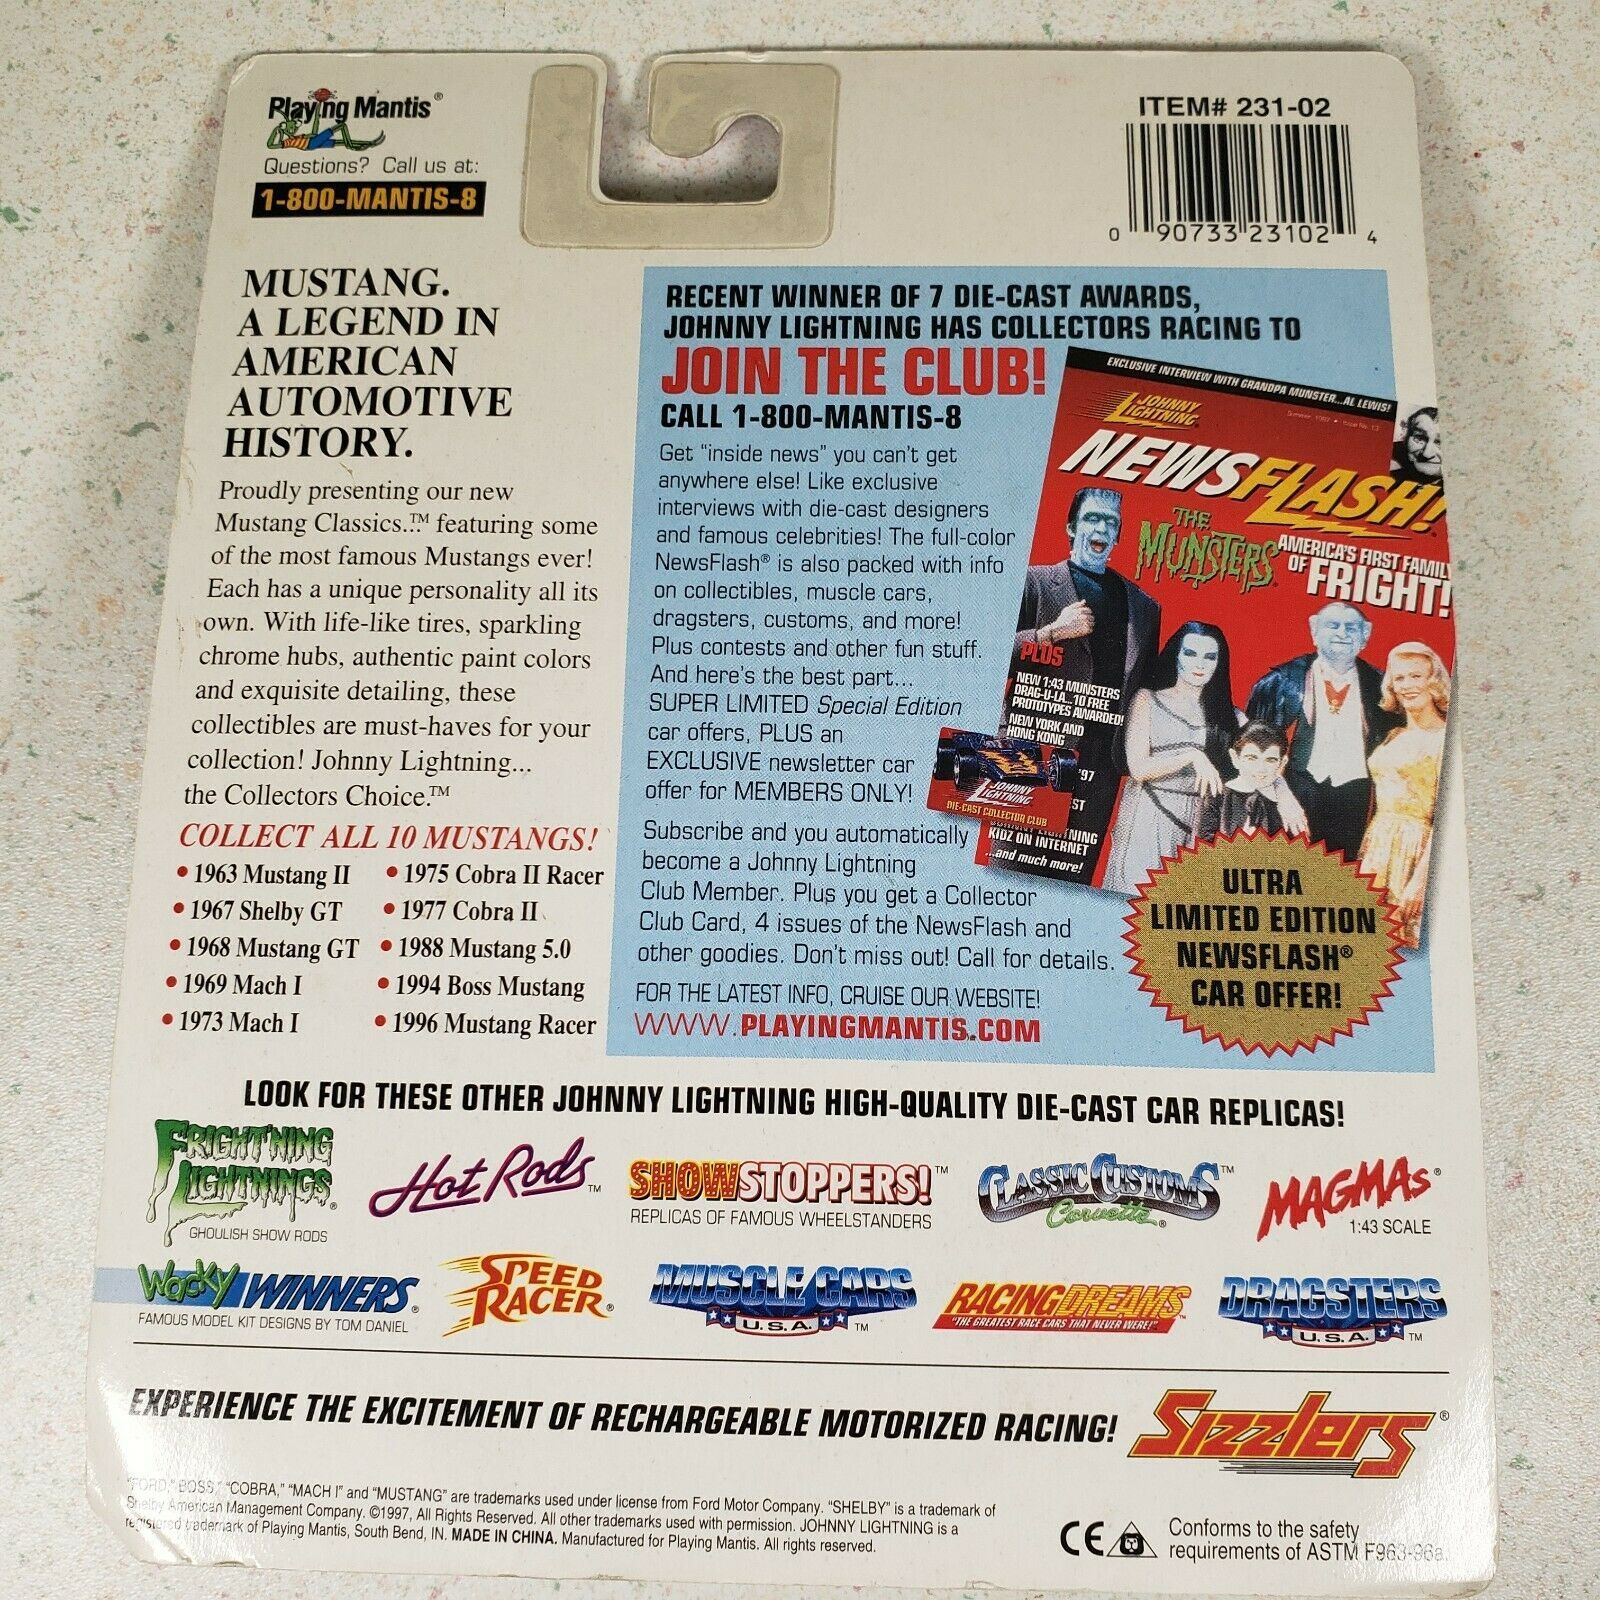 Playing Mantis®
Questions? Call us at:
1-800-MANTIS-8
ITEM# 231-02
0 90733 23102 4
MUSTANG.
A LEGEND IN
AMERICAN
AUTOMOTIVE
HISTORY.
Proudly presenting our new
Mustang Classics...™ featuring some
of the most famous Mustangs ever!
Each has a unique personality all its
own. With life-like tires, sparkling
chrome hubs, authentic paint colors
and exquisite detailing, these
collectibles are must-haves for your
collection! Johnny Lightning...
the Collectors Choice.™
COLLECT ALL 10 MUSTANGS!
• 1963 Mustang II
• 1967 Shelby GT
• 1968 Mustang GT
• 1969 Mach I
• 1973 Mach I
• 1975 Cobra II Racer
• 1977 Cobra II
• 1988 Mustang 5.0
• 1994 Boss Mustang
• 1996 Mustang Racer
RECENT WINNER OF 7 DIE-CAST AWARDS,
JOHNNY LIGHTNING HAS COLLECTORS RACING TO
JOIN THE CLUB!
CALL 1-800-MANTIS-8
Get "inside news" you can't get
anywhere else! Like exclusive
interviews with die-cast designers
and famous celebrities! The full-color
NewsFlash® is also packed with info
on collectibles, muscle cars,
dragsters, customs, and more!
Plus contests and other fun stuff.
And here's the best part...
SUPER LIMITED Special Edition
car offers, PLUS an
EXCLUSIVE newsletter car
offer for MEMBERS ONLY!
Subscribe and you automatically
become a Johnny Lightning
Club Member. Plus you get a Collector
Club Card, 4 issues of the NewsFlash and
other goodies. Don't miss out! Call for details.
FOR THE LATEST INFO, CRUISE OUR WEBSITE!
WWW.PLAYINGMANTIS.COM
EXCLUSIVE INTERVIEW WITH GRANDPA MUNSTER...AL LEWIS!
JOHNNY
LIGHTNING
Summer, 1997 • Issue No. 13
NEWSFLASH!
THE
MUNSTERS
AMERICA'S FIRST FAMILY
OF FRIGHT!
PLUS
NEW 1:43 MUNSTERS
DRAG-U-LA...10 FREE
PROTOTYPES AWARDED!
NEW YORK AND
HONG KONG
'97
JOHNNY
LIGHTNING
DIE-CAST COLLECTOR CLUB
KIDZ ON INTERNET
...and much more!
ULTRA
LIMITED EDITION
NEWSFLASH®
CAR OFFER!
LOOK FOR THESE OTHER JOHNNY LIGHTNING HIGH-QUALITY DIE-CAST CAR REPLICAS!
FRIGHT'NING
LIGHTNINGS®
GHOULISH SHOW RODS
Hot Rods™
SHOWSTOPPERS!™
REPLICAS OF FAMOUS WHEELSTANDERS
CLASSIC CUSTOMS™
Corvette®
MAGMAS®
1:43 SCALE
Wacky WINNERS®
FAMOUS MODEL KIT DESIGNS BY TOM DANIEL
SPEED
RACER®
MUSCLE CARS
U.S.A.™
RACING DREAMS™
"THE GREATEST RACE CARS THAT NEVER WERE!"
DRAGSTERS
U.S.A.™
EXPERIENCE THE EXCITEMENT OF RECHARGEABLE MOTORIZED RACING!
Sizzlers®
"FORD," BOSS," "COBRA," "MACH I" and "MUSTANG" are trademarks used under license from Ford Motor Company. "SHELBY" is a trademark of
Shelby American Management Company. ©1997, All Rights Reserved. All other trademarks used with permission. JOHNNY LIGHTNING is a
registered trademark of Playing Mantis, South Bend, IN. MADE IN CHINA. Manufactured for Playing Mantis. All rights reserved.
CE
Conforms to the safety
requirements of ASTM F963-96a.